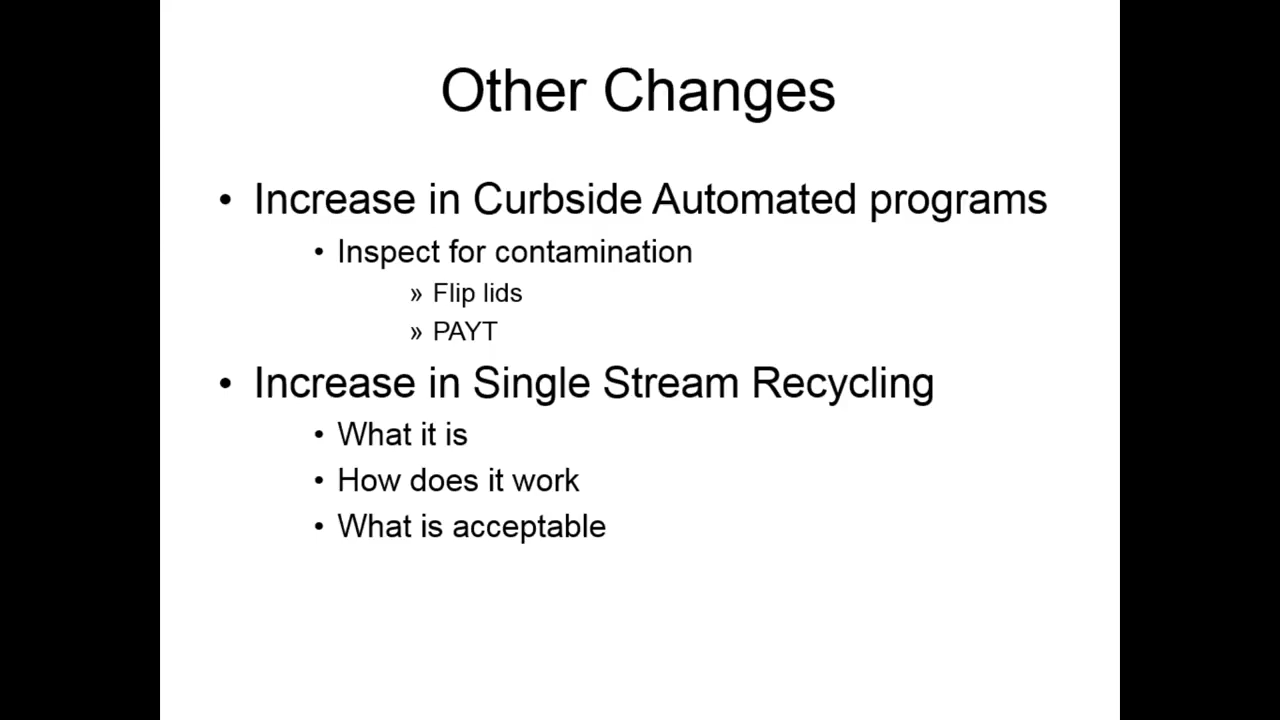 Other Changes
• Increase in Curbside Automated programs
• Inspect for contamination
» Flip lids
» PAYT
• Increase in Single Stream Recycling
• What it is
• How does it work
• What is acceptable